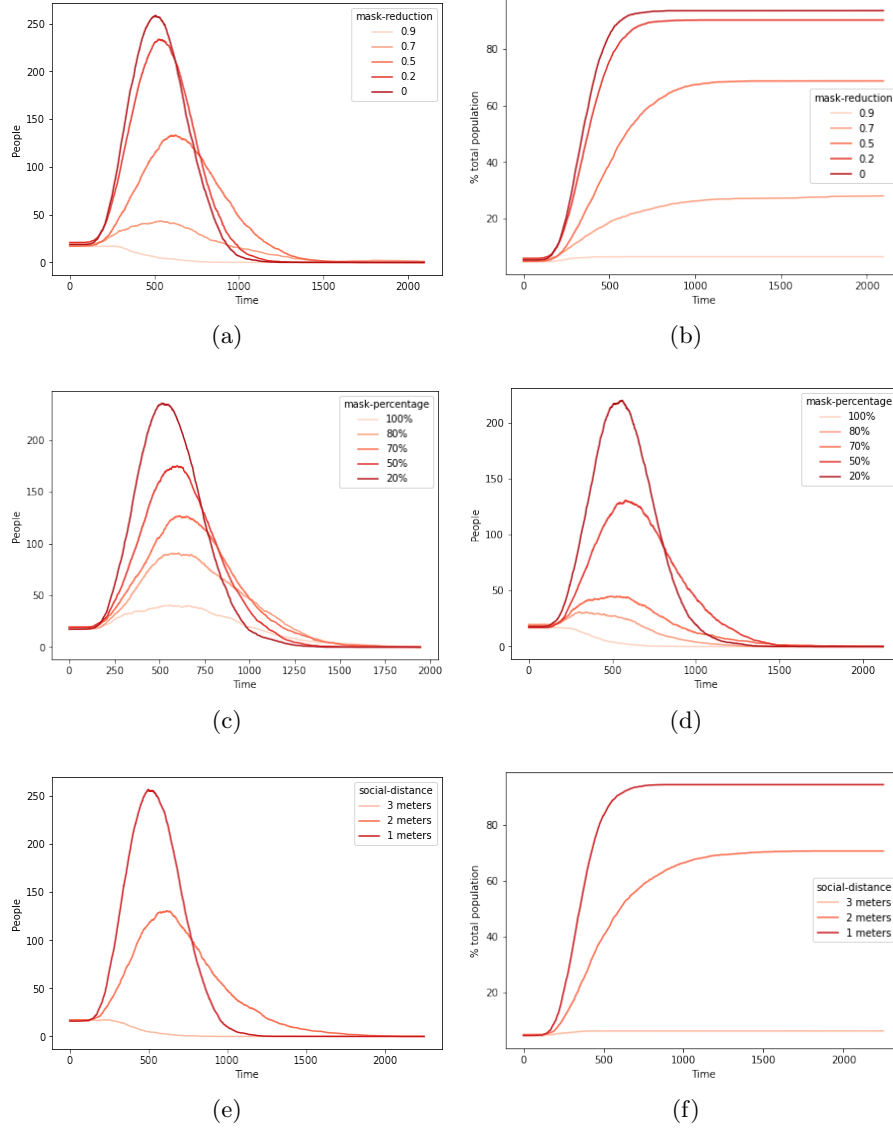 mask-reduction
0.9
0.7
0.5
0.2
0
250
200
150
100
50
0
People
0 500 1000 1500 2000
Time
(a)
mask-reduction
0.9
0.7
0.5
0.2
0
80
60
40
20
% total population
0 500 1000 1500 2000
Time
(b)
mask-percentage
100%
80%
70%
50%
20%
200
150
100
50
0
People
0 250 500 750 1000 1250 1500 1750 2000
Time
(c)
mask-percentage
100%
80%
70%
50%
20%
200
150
100
50
0
People
0 500 1000 1500 2000
Time
(d)
social-distance
3 meters
2 meters
1 meters
250
200
150
100
50
0
People
0 500 1000 1500 2000
Time
(e)
social-distance
3 meters
2 meters
1 meters
80
60
40
20
% total population
0 500 1000 1500 2000
Time
(f)